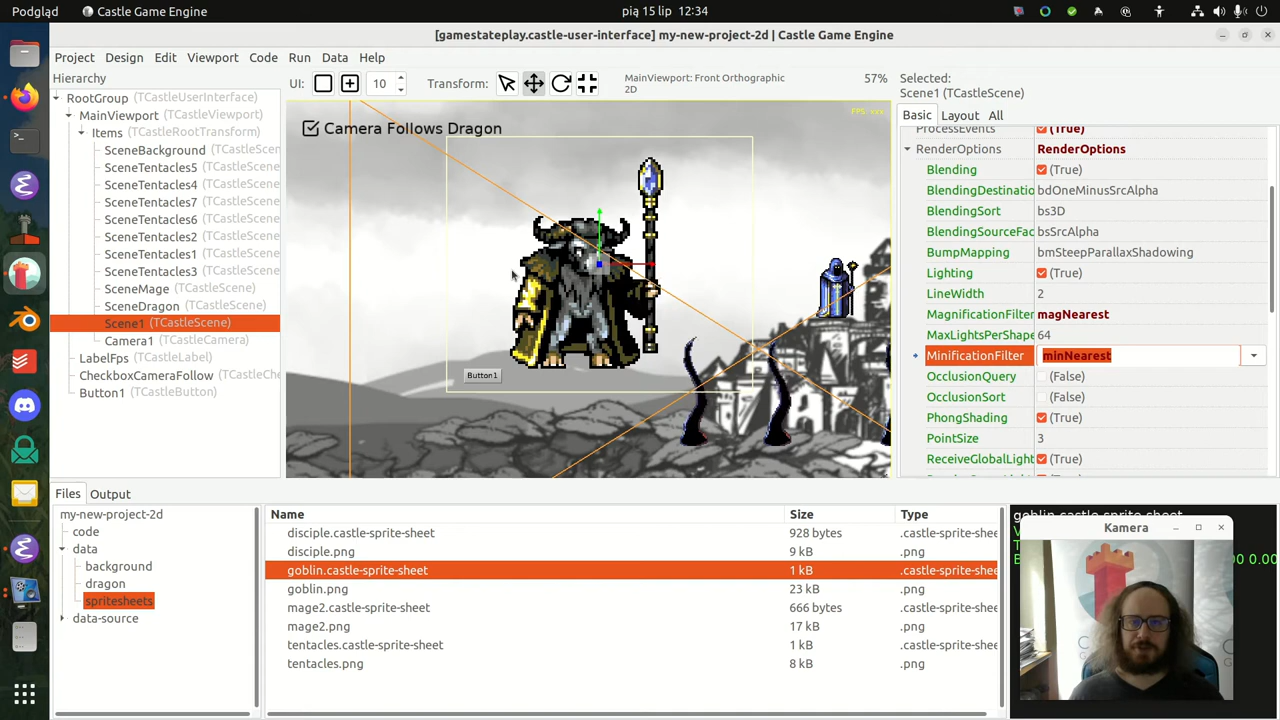 Podgląd
Castle Game Engine
pią 15 lip 12:34
[gamestateplay.castle-user-interface] my-new-project-2d | Castle Game Engine
Project Design Edit Viewport Code Run Data Help
Hierarchy
RootGroup (TCastleUserInterface)
MainViewport (TCastleViewport)
Items (TCastleRootTransform)
SceneBackground (TCastleScen
SceneTentacles5 (TCastleScene
SceneTentacles4 (TCastleScene
SceneTentacles7 (TCastleScene
SceneTentacles6 (TCastleScene
SceneTentacles2 (TCastleScene
SceneTentacles1 (TCastleScene
SceneTentacles3 (TCastleScene
SceneMage (TCastleScene)
SceneDragon (TCastleScene)
Scene1 (TCastleScene)
Camera1 (TCastleCamera)
LabelFps (TCastleLabel)
CheckboxCameraFollow (TCastleChe
Button1 (TCastleButton)
UI: 10 Transform:
MainViewport: Front Orthographic
2D
57%
FPS: xxx
Camera Follows Dragon
Button1
Selected:
Scene1 (TCastleScene)
Basic Layout All
ProcessEvents (True)
RenderOptions RenderOptions
Blending (True)
BlendingDestinatio bdOneMinusSrcAlpha
BlendingSort bs3D
BlendingSourceFac bsSrcAlpha
BumpMapping bmSteepParallaxShadowing
Lighting (True)
LineWidth 2
MagnificationFilter magNearest
MaxLightsPerShape 64
MinificationFilter minNearest
OcclusionQuery (False)
OcclusionSort (False)
PhongShading (True)
PointSize 3
ReceiveGlobalLight (True)
Files Output
my-new-project-2d
code
data
background
dragon
spritesheets
data-source
Name Size Type
disciple.castle-sprite-sheet 928 bytes .castle-sprite-shee
disciple.png 9 kB .png
goblin.castle-sprite-sheet 1 kB .castle-sprite-shee
goblin.png 23 kB .png
mage2.castle-sprite-sheet 666 bytes .castle-sprite-shee
mage2.png 17 kB .png
tentacles.castle-sprite-sheet 1 kB .castle-sprite-shee
tentacles.png 8 kB .png
Kamera